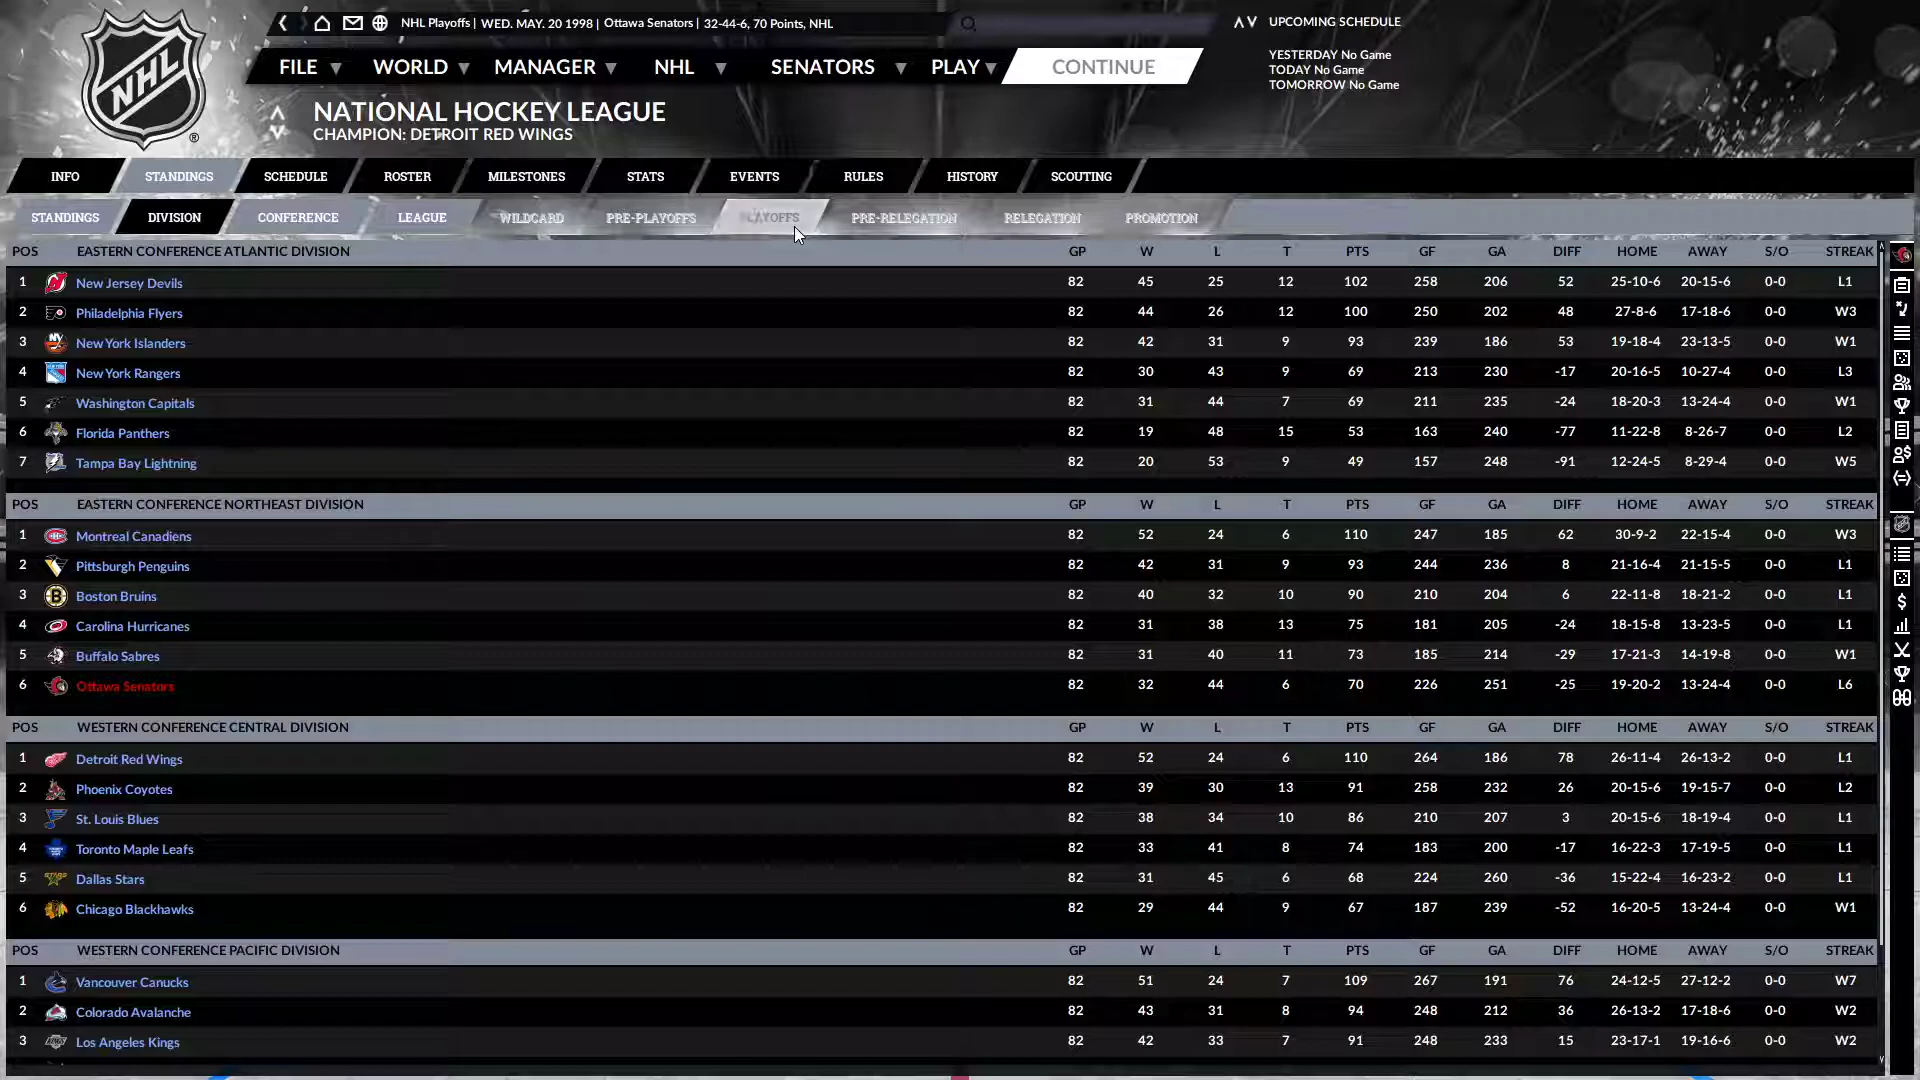 NHL Playoffs | WED. MAY. 20 1998 | Ottawa Senators | 32-44-6, 70 Points, NHL
UPCOMING SCHEDULE
YESTERDAY No Game
TODAY No Game
TOMORROW No Game
FILE WORLD MANAGER NHL SENATORS PLAY CONTINUE
NHL
NATIONAL HOCKEY LEAGUE
CHAMPION: DETROIT RED WINGS
INFO STANDINGS SCHEDULE ROSTER MILESTONES STATS EVENTS RULES HISTORY SCOUTING
STANDINGS DIVISION CONFERENCE LEAGUE WILDCARD PRE-PLAYOFFS PLAYOFFS PRE-RELEGATION RELEGATION PROMOTION
POS EASTERN CONFERENCE ATLANTIC DIVISION GP W L T PTS GF GA DIFF HOME AWAY S/O STREAK
1 New Jersey Devils 82 45 25 12 102 258 206 52 25-10-6 20-15-6 0-0 L1
2 Philadelphia Flyers 82 44 26 12 100 250 202 48 27-8-6 17-18-6 0-0 W3
3 New York Islanders 82 42 31 9 93 239 186 53 19-18-4 23-13-5 0-0 W1
4 New York Rangers 82 30 43 9 69 213 230 -17 20-16-5 10-27-4 0-0 L3
5 Washington Capitals 82 31 44 7 69 211 235 -24 18-20-3 13-24-4 0-0 W1
6 Florida Panthers 82 19 48 15 53 163 240 -77 11-22-8 8-26-7 0-0 L2
7 Tampa Bay Lightning 82 20 53 9 49 157 248 -91 12-24-5 8-29-4 0-0 W5
POS EASTERN CONFERENCE NORTHEAST DIVISION GP W L T PTS GF GA DIFF HOME AWAY S/O STREAK
1 Montreal Canadiens 82 52 24 6 110 247 185 62 30-9-2 22-15-4 0-0 W3
2 Pittsburgh Penguins 82 42 31 9 93 244 236 8 21-16-4 21-15-5 0-0 L1
3 Boston Bruins 82 40 32 10 90 210 204 6 22-11-8 18-21-2 0-0 L1
4 Carolina Hurricanes 82 31 38 13 75 181 205 -24 18-15-8 13-23-5 0-0 L1
5 Buffalo Sabres 82 31 40 11 73 185 214 -29 17-21-3 14-19-8 0-0 W1
6 Ottawa Senators 82 32 44 6 70 226 251 -25 19-20-2 13-24-4 0-0 L6
POS WESTERN CONFERENCE CENTRAL DIVISION GP W L T PTS GF GA DIFF HOME AWAY S/O STREAK
1 Detroit Red Wings 82 52 24 6 110 264 186 78 26-11-4 26-13-2 0-0 L1
2 Phoenix Coyotes 82 39 30 13 91 258 232 26 20-15-6 19-15-7 0-0 L2
3 St. Louis Blues 82 38 34 10 86 210 207 3 20-15-6 18-19-4 0-0 L1
4 Toronto Maple Leafs 82 33 41 8 74 183 200 -17 16-22-3 17-19-5 0-0 L1
5 Dallas Stars 82 31 45 6 68 224 260 -36 15-22-4 16-23-2 0-0 L1
6 Chicago Blackhawks 82 29 44 9 67 187 239 -52 16-20-5 13-24-4 0-0 W1
POS WESTERN CONFERENCE PACIFIC DIVISION GP W L T PTS GF GA DIFF HOME AWAY S/O STREAK
1 Vancouver Canucks 82 51 24 7 109 267 191 76 24-12-5 27-12-2 0-0 W7
2 Colorado Avalanche 82 43 31 8 94 248 212 36 26-13-2 17-18-6 0-0 W2
3 Los Angeles Kings 82 42 33 7 91 248 233 15 23-17-1 19-16-6 0-0 W2